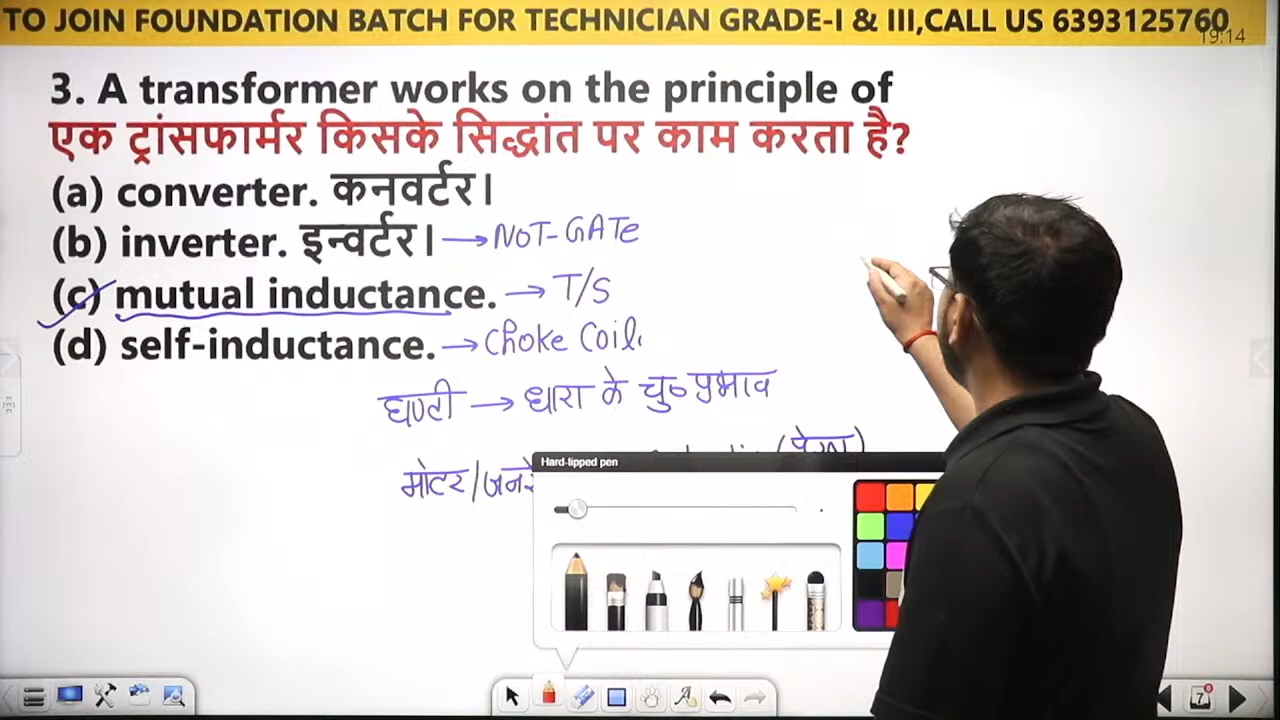 TO JOIN FOUNDATION BATCH FOR TECHNICIAN GRADE-I & III,CALL US 6393125760
19:14
3. A transformer works on the principle of
एक ट्रांसफार्मर किसके सिद्धांत पर काम करता है?
(a) converter. कनवर्टर।
(b) inverter. इन्वर्टर। → NOT-GATe
(c) mutual inductance. → T/S
(d) self-inductance. → Choke Coil
घण्टी → धारा के चु० प्रभाव
मोटर/
Hard-lipped pen
7